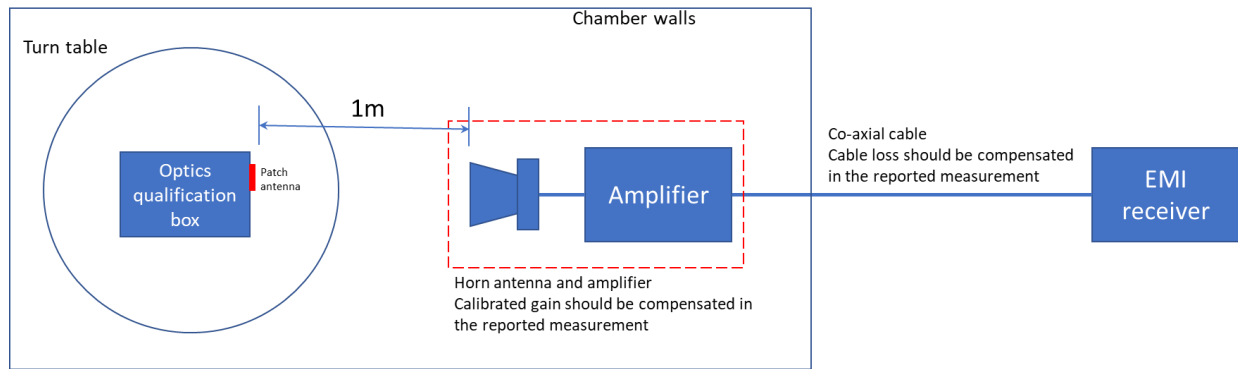 Chamber walls
Turn table
1m
Optics
qualification
box
Patch
antenna
Amplifier
Co-axial cable
Cable loss should be compensated
in the reported measurement
EMI
receiver
Horn antenna and amplifier
Calibrated gain should be compensated in
the reported measurement